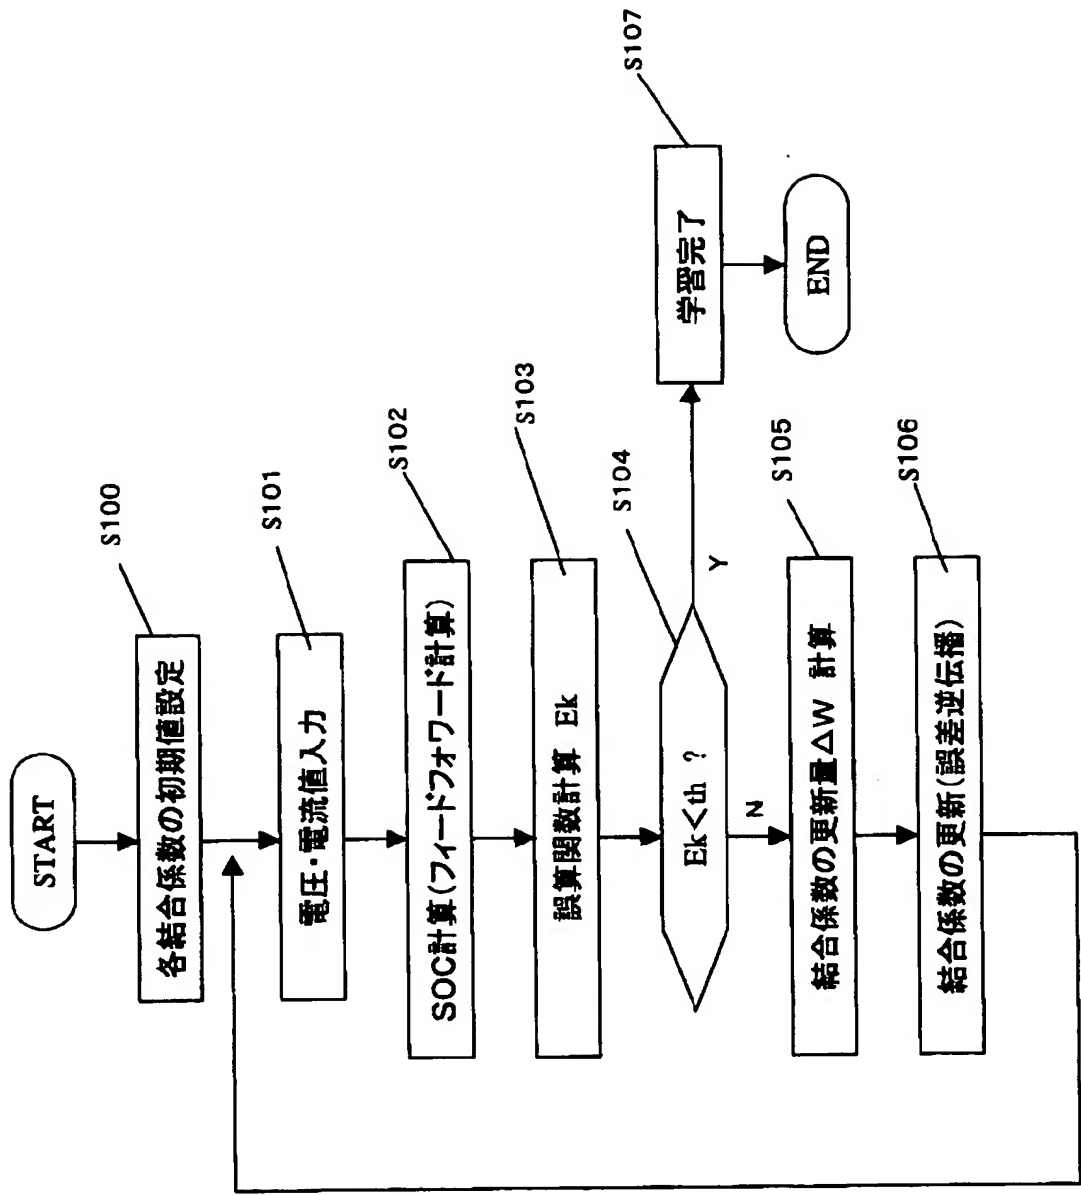 START
各結合係数の初期値設定
S100
電圧・電流値入力
S101
SOC計算(フィードフォワード計算)
S102
誤算関数計算 Ek
S103
Ek<th ?
S104
Y
N
学習完了
S107
END
結合係数の更新量△W 計算
S105
結合係数の更新(誤差逆伝播)
S106